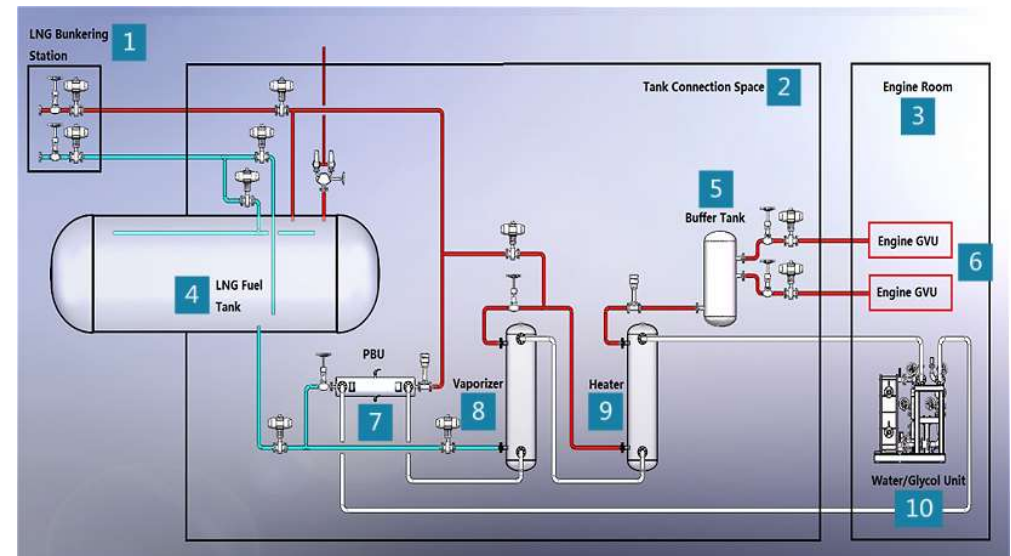 LNG Bunkering
Station
1
Tank Connection Space 2
Engine Room
3
5
Buffer Tank
Engine GVU
6
Engine GVU
4
LNG Fuel
Tank
PBU
7
Vaporizer
8
Heater
9
Water/Glycol Unit
10